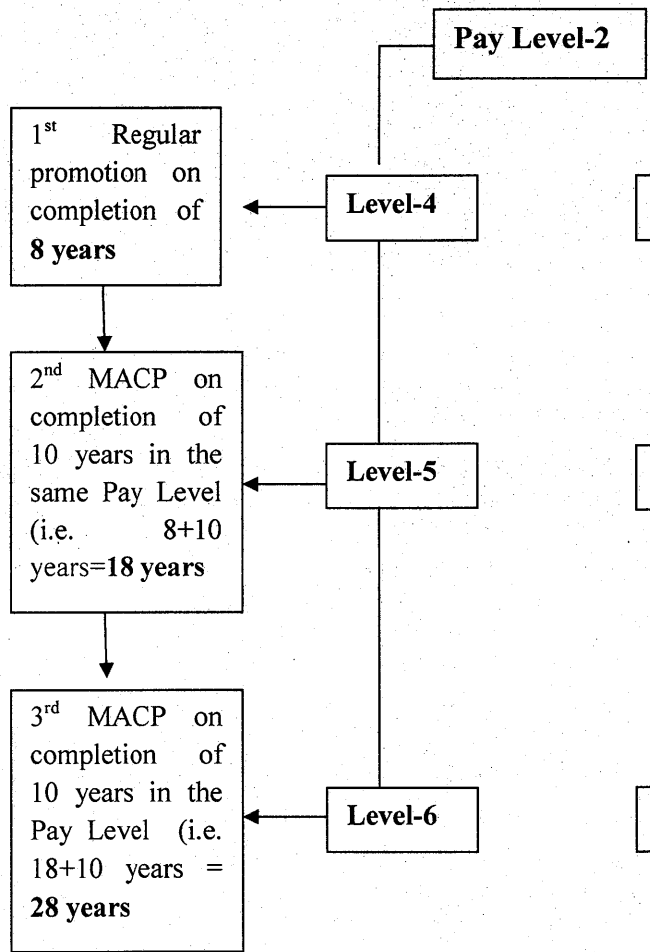 Pay Level-2
1st Regular
promotion on
completion of
8 years
Level-4
2nd MACP on
completion of
10 years in the
same Pay Level
(i.e. 8+10
years=18 years
Level-5
3rd MACP on
completion of
10 years in the
Pay Level (i.e.
18+10 years =
28 years
Level-6